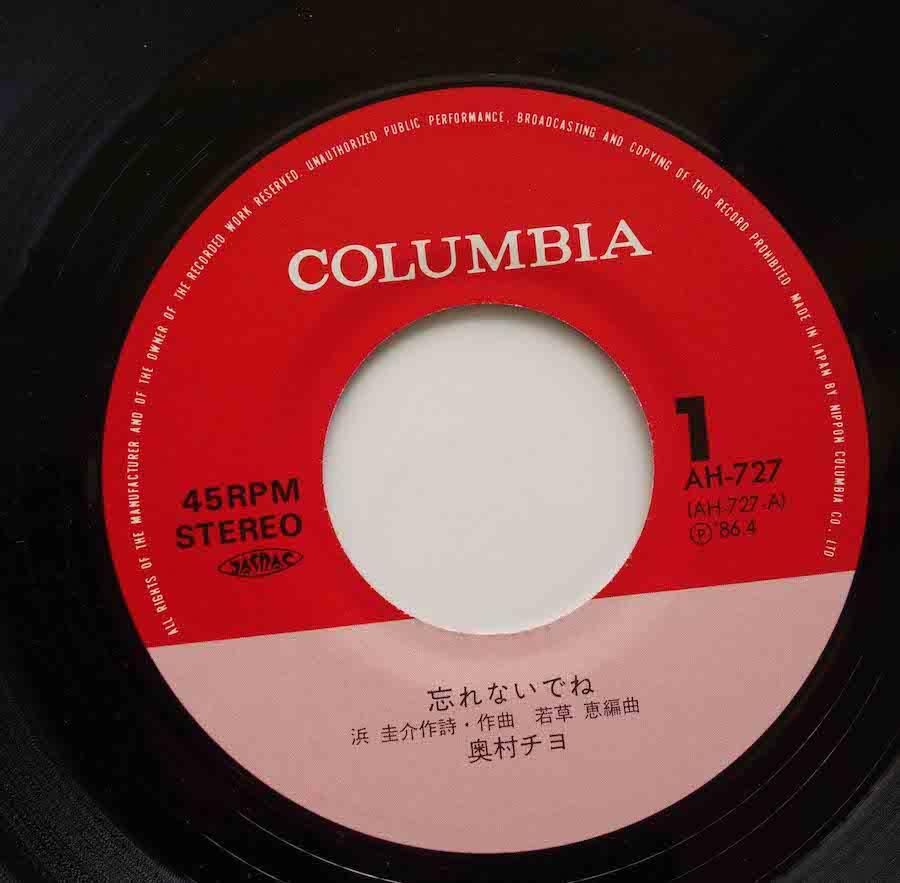 ALL RIGHTS OF THE MANUFACTURER AND OF THE OWNER OF THE RECORDED WORK RESERVED. UNAUTHORIZED PUBLIC PERFORMANCE, BROADCASTING AND COPYING OF THIS RECORD PROHIBITED. MADE IN JAPAN BY NIPPON COLUMBIA CO., LTD
COLUMBIA
1
AH-727
(AH-727-A)
Ⓟ '86.4
45RPM
STEREO
JASRAC
忘れないでね
浜 圭介作詩・作曲 若草 恵編曲
奥村チヨ